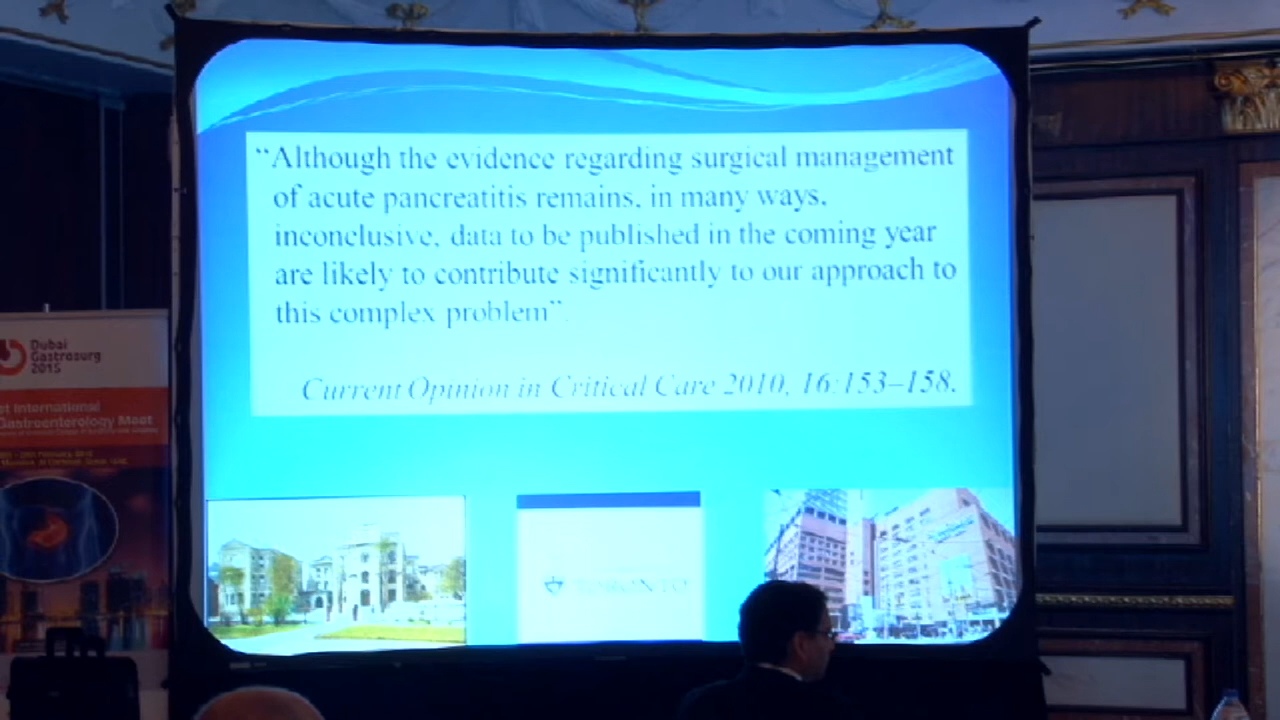 “Although the evidence regarding surgical management
of acute pancreatitis remains, in many ways,
inconclusive, data to be published in the coming year
are likely to contribute significantly to our approach to
this complex problem”.
Current Opinion in Critical Care 2010, 16:153–158.
TORONTO
Dubai
Gastrosurg
2015
st International
Gastroenterology Meet